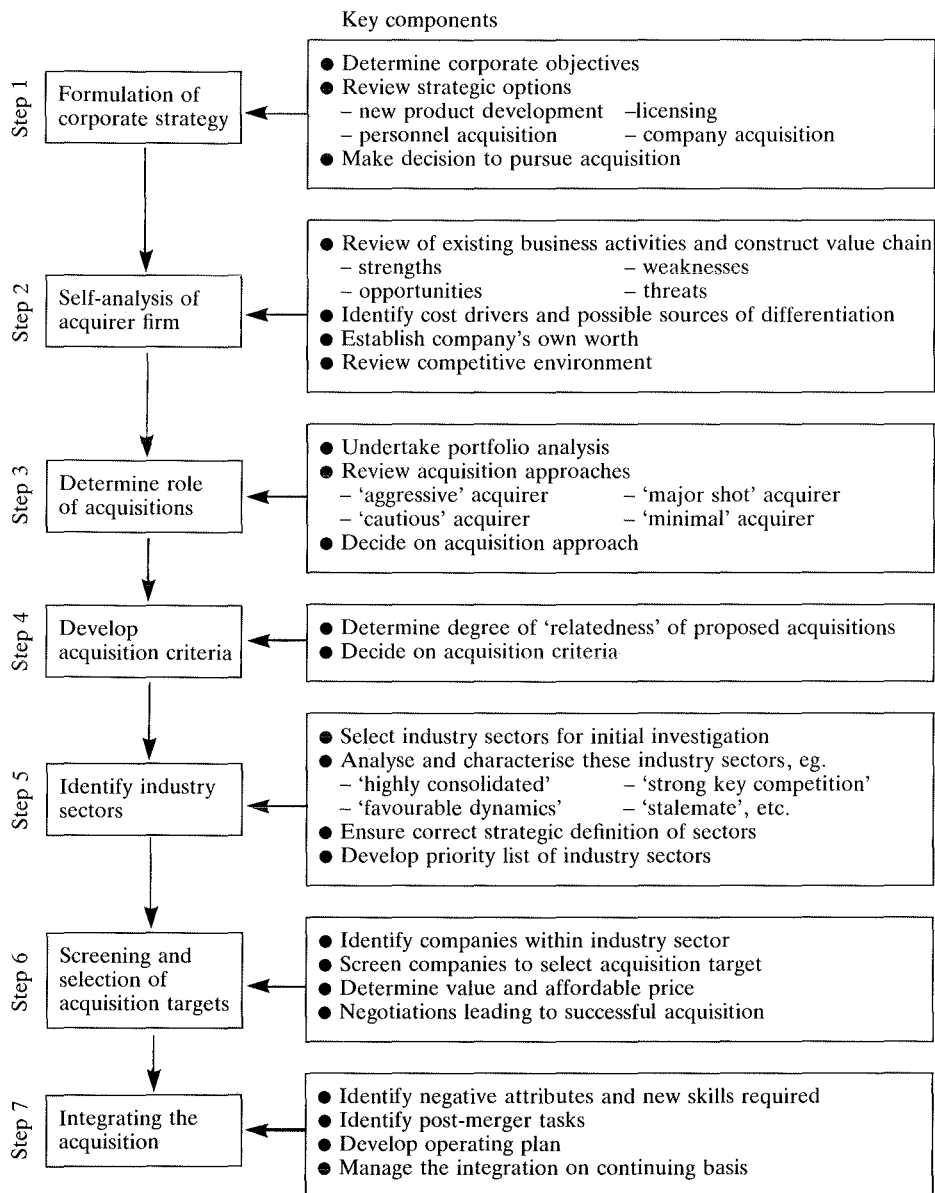 Key components
Step 1
Formulation of
corporate strategy
● Determine corporate objectives
● Review strategic options
– new product development –licensing
– personnel acquisition – company acquisition
● Make decision to pursue acquisition
Step 2
Self-analysis of
acquirer firm
● Review of existing business activities and construct value chain
– strengths – weaknesses
– opportunities – threats
● Identify cost drivers and possible sources of differentiation
● Establish company's own worth
● Review competitive environment
Step 3
Determine role
of acquisitions
● Undertake portfolio analysis
● Review acquisition approaches
– 'aggressive' acquirer – 'major shot' acquirer
– 'cautious' acquirer – 'minimal' acquirer
● Decide on acquisition approach
Step 4
Develop
acquisition criteria
● Determine degree of 'relatedness' of proposed acquisitions
● Decide on acquisition criteria
Step 5
Identify industry
sectors
● Select industry sectors for initial investigation
● Analyse and characterise these industry sectors, eg.
– 'highly consolidated' – 'strong key competition'
– 'favourable dynamics' – 'stalemate', etc.
● Ensure correct strategic definition of sectors
● Develop priority list of industry sectors
Step 6
Screening and
selection of
acquisition targets
● Identify companies within industry sector
● Screen companies to select acquisition target
● Determine value and affordable price
● Negotiations leading to successful acquisition
Step 7
Integrating the
acquisition
● Identify negative attributes and new skills required
● Identify post-merger tasks
● Develop operating plan
● Manage the integration on continuing basis